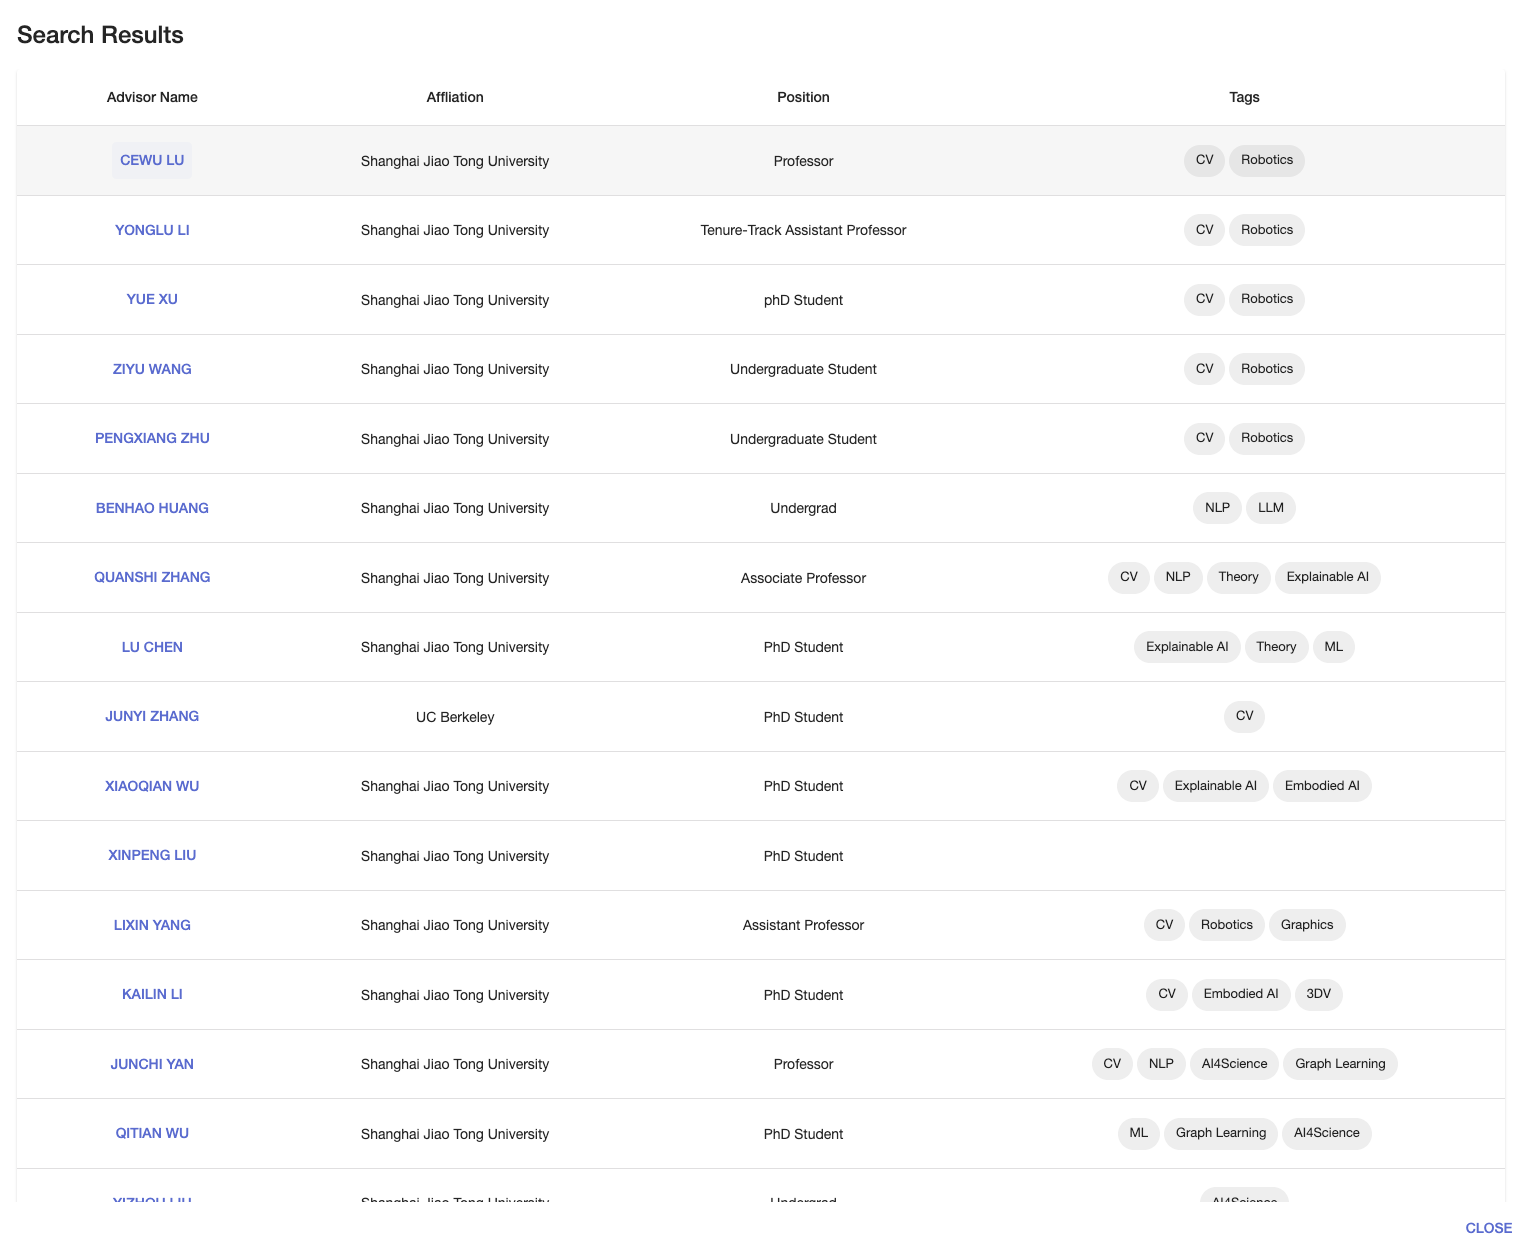 Search Results
Advisor Name Affliation Position Tags
CEWU LU Shanghai Jiao Tong University Professor CV Robotics
YONGLU LI Shanghai Jiao Tong University Tenure-Track Assistant Professor CV Robotics
YUE XU Shanghai Jiao Tong University phD Student CV Robotics
ZIYU WANG Shanghai Jiao Tong University Undergraduate Student CV Robotics
PENGXIANG ZHU Shanghai Jiao Tong University Undergraduate Student CV Robotics
BENHAO HUANG Shanghai Jiao Tong University Undergrad NLP LLM
QUANSHI ZHANG Shanghai Jiao Tong University Associate Professor CV NLP Theory Explainable AI
LU CHEN Shanghai Jiao Tong University PhD Student Explainable AI Theory ML
JUNYI ZHANG UC Berkeley PhD Student CV
XIAOQIAN WU Shanghai Jiao Tong University PhD Student CV Explainable AI Embodied AI
XINPENG LIU Shanghai Jiao Tong University PhD Student
LIXIN YANG Shanghai Jiao Tong University Assistant Professor CV Robotics Graphics
KAILIN LI Shanghai Jiao Tong University PhD Student CV Embodied AI 3DV
JUNCHI YAN Shanghai Jiao Tong University Professor CV NLP AI4Science Graph Learning
QITIAN WU Shanghai Jiao Tong University PhD Student ML Graph Learning AI4Science
Shanghai Jiao Tong University Undergrad AI4Science
CLOSE